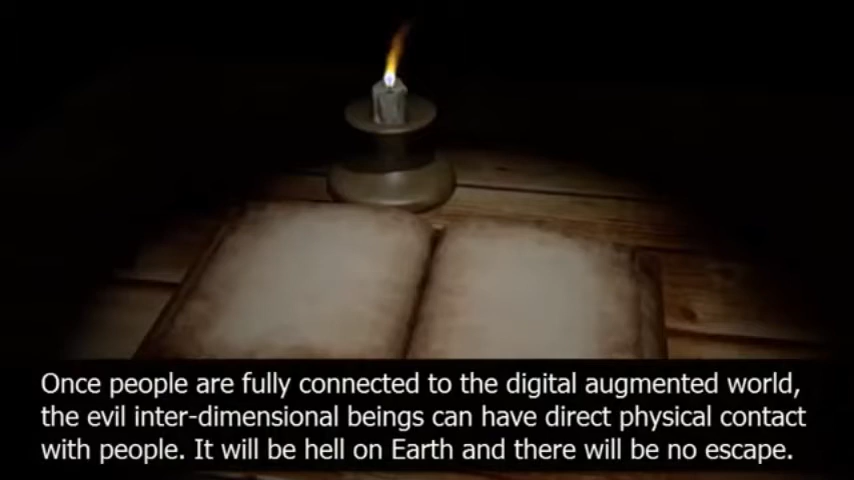 Once people are fully connected to the digital augmented world,
the evil inter-dimensional beings can have direct physical contact
with people. It will be hell on Earth and there will be no escape.